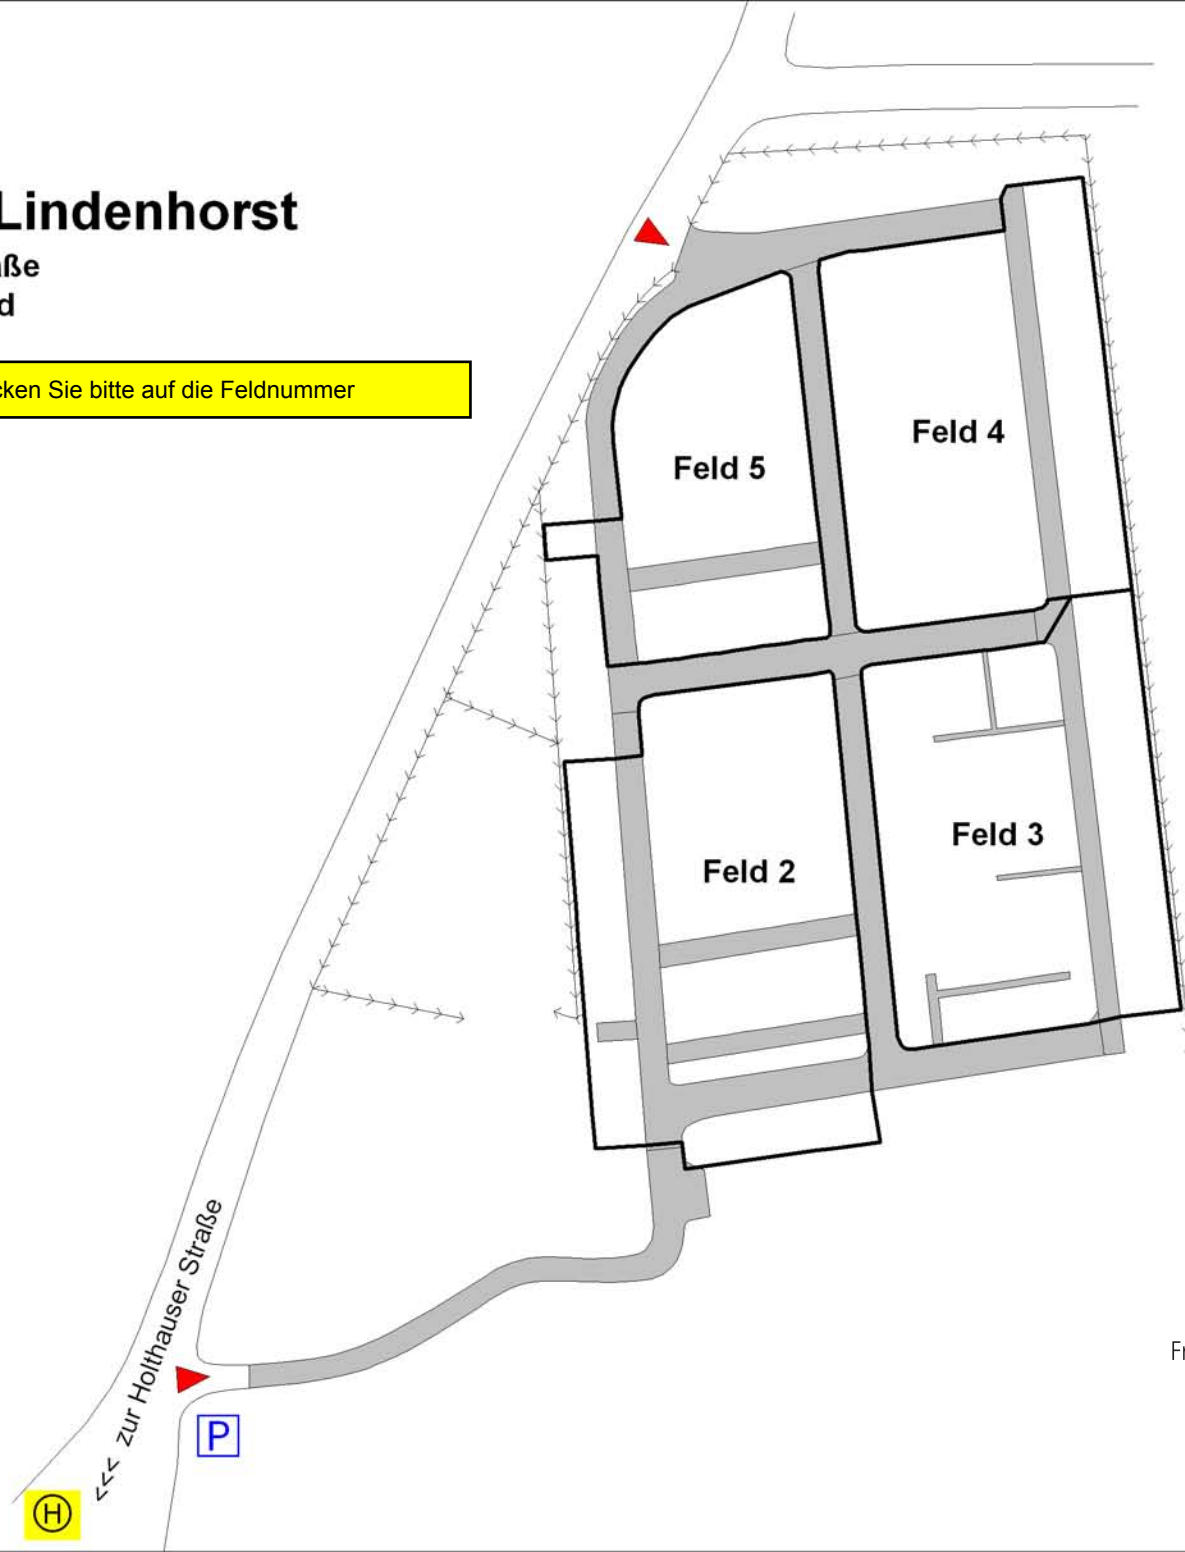 Lindenhorst
ße
d
cken Sie bitte auf die Feldnummer
Feld 4
Feld 5
Feld 3
Feld 2
<<< zur Holthauser Straße
Fr
P
H